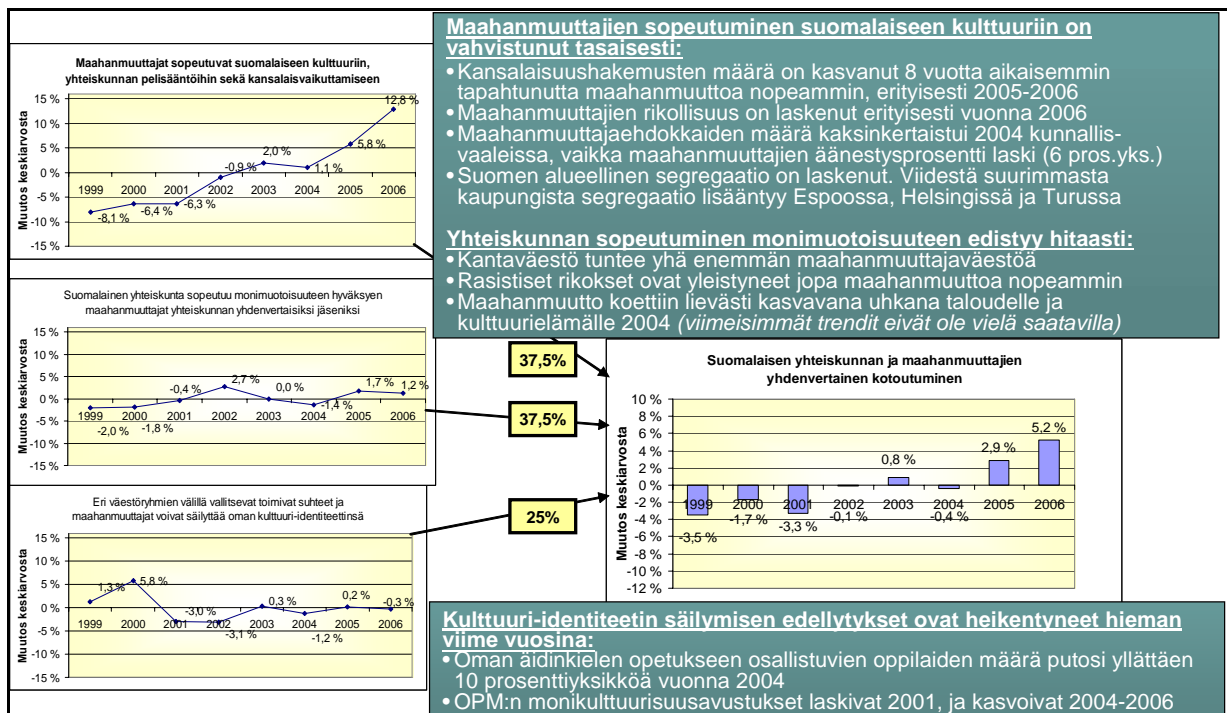 Maahanmuuttajat sopeutuvat suomalaiseen kulttuuriin,
yhteiskunnan pelisääntöihin sekä kansalaisvaikuttamiseen
Muutos keskiarvosta
15 %
10 %
5 %
0 %
-5 %
-10 %
-15 %
1999 2000 2001 2002 2003 2004 2005 2006
-8,1 % -6,4 % -6,3 % -0,9 % 2,0 % 1,1 % 5,8 % 12,8 %
Suomalainen yhteiskunta sopeutuu monimuotoisuuteen hyväksyen
maahanmuuttajat yhteiskunnan yhdenvertaisiksi jäseniksi
Muutos keskiarvosta
15 %
10 %
5 %
0 %
-5 %
-10 %
-15 %
1999 2000 2001 2002 2003 2004 2005 2006
-2,0 % -1,8 % -0,4 % 2,7 % 0,0 % -1,4 % 1,7 % 1,2 %
Eri väestöryhmien välillä vallitsevat toimivat suhteet ja
maahanmuuttajat voivat säilyttää oman kulttuuri-identiteettinsä
Muutos keskiarvosta
15 %
10 %
5 %
0 %
-5 %
-10 %
-15 %
1999 2000 2001 2002 2003 2004 2005 2006
1,3 % 5,8 % -3,0 % -3,1 % 0,3 % -1,2 % 0,2 % -0,3 %
Maahanmuuttajien sopeutuminen suomalaiseen kulttuuriin on
vahvistunut tasaisesti:
• Kansalaisuushakemusten määrä on kasvanut 8 vuotta aikaisemmin
tapahtunutta maahanmuuttoa nopeammin, erityisesti 2005-2006
• Maahanmuuttajien rikollisuus on laskenut erityisesti vuonna 2006
• Maahanmuuttajaehdokkaiden määrä kaksinkertaistui 2004 kunnallis-
vaaleissa, vaikka maahanmuuttajien äänestysprosentti laski (6 pros.yks.)
• Suomen alueellinen segregaatio on laskenut. Viidestä suurimmasta
kaupungista segregaatio lisääntyy Espoossa, Helsingissä ja Turussa
Yhteiskunnan sopeutuminen monimuotoisuuteen edistyy hitaasti:
• Kantaväestö tuntee yhä enemmän maahanmuuttajaväestöä
• Rasistiset rikokset ovat yleistyneet jopa maahanmuuttoa nopeammin
• Maahanmuutto koettiin lievästi kasvavana uhkana taloudelle ja
kulttuurielämälle 2004 (viimeisimmät trendit eivät ole vielä saatavilla)
37,5%
37,5%
25%
Suomalaisen yhteiskunnan ja maahanmuuttajien
yhdenvertainen kotoutuminen
Muutos keskiarvosta
10 %
8 %
6 %
4 %
2 %
0 %
-2 %
-4 %
-6 %
-8 %
-10 %
-12 %
1999 2000 2001 2002 2003 2004 2005 2006
-3,5 % -1,7 % -3,3 % -0,1 % 0,8 % -0,4 % 2,9 % 5,2 %
Kulttuuri-identiteetin säilymisen edellytykset ovat heikentyneet hieman
viime vuosina:
• Oman äidinkielen opetukseen osallistuvien oppilaiden määrä putosi yllättäen
10 prosenttiyksikköä vuonna 2004
• OPM:n monikulttuurisuusavustukset laskivat 2001, ja kasvoivat 2004-2006